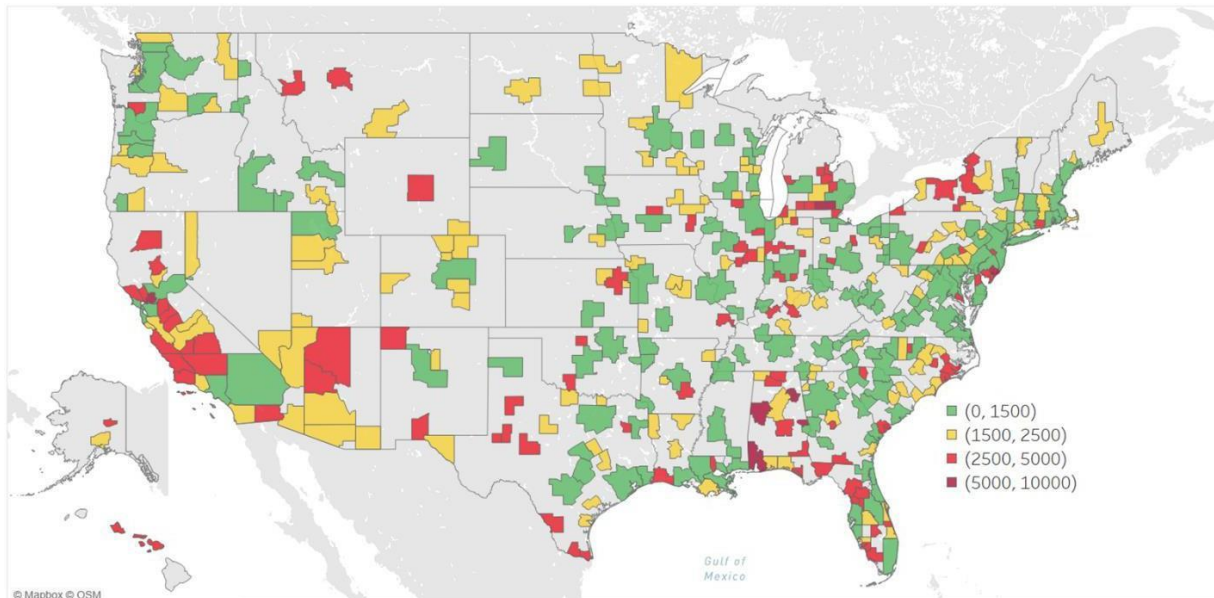 (0, 1500)
(1500, 2500)
(2500, 5000)
(5000, 10000)
Gulf of
Mexico
© Mapbox © OSM